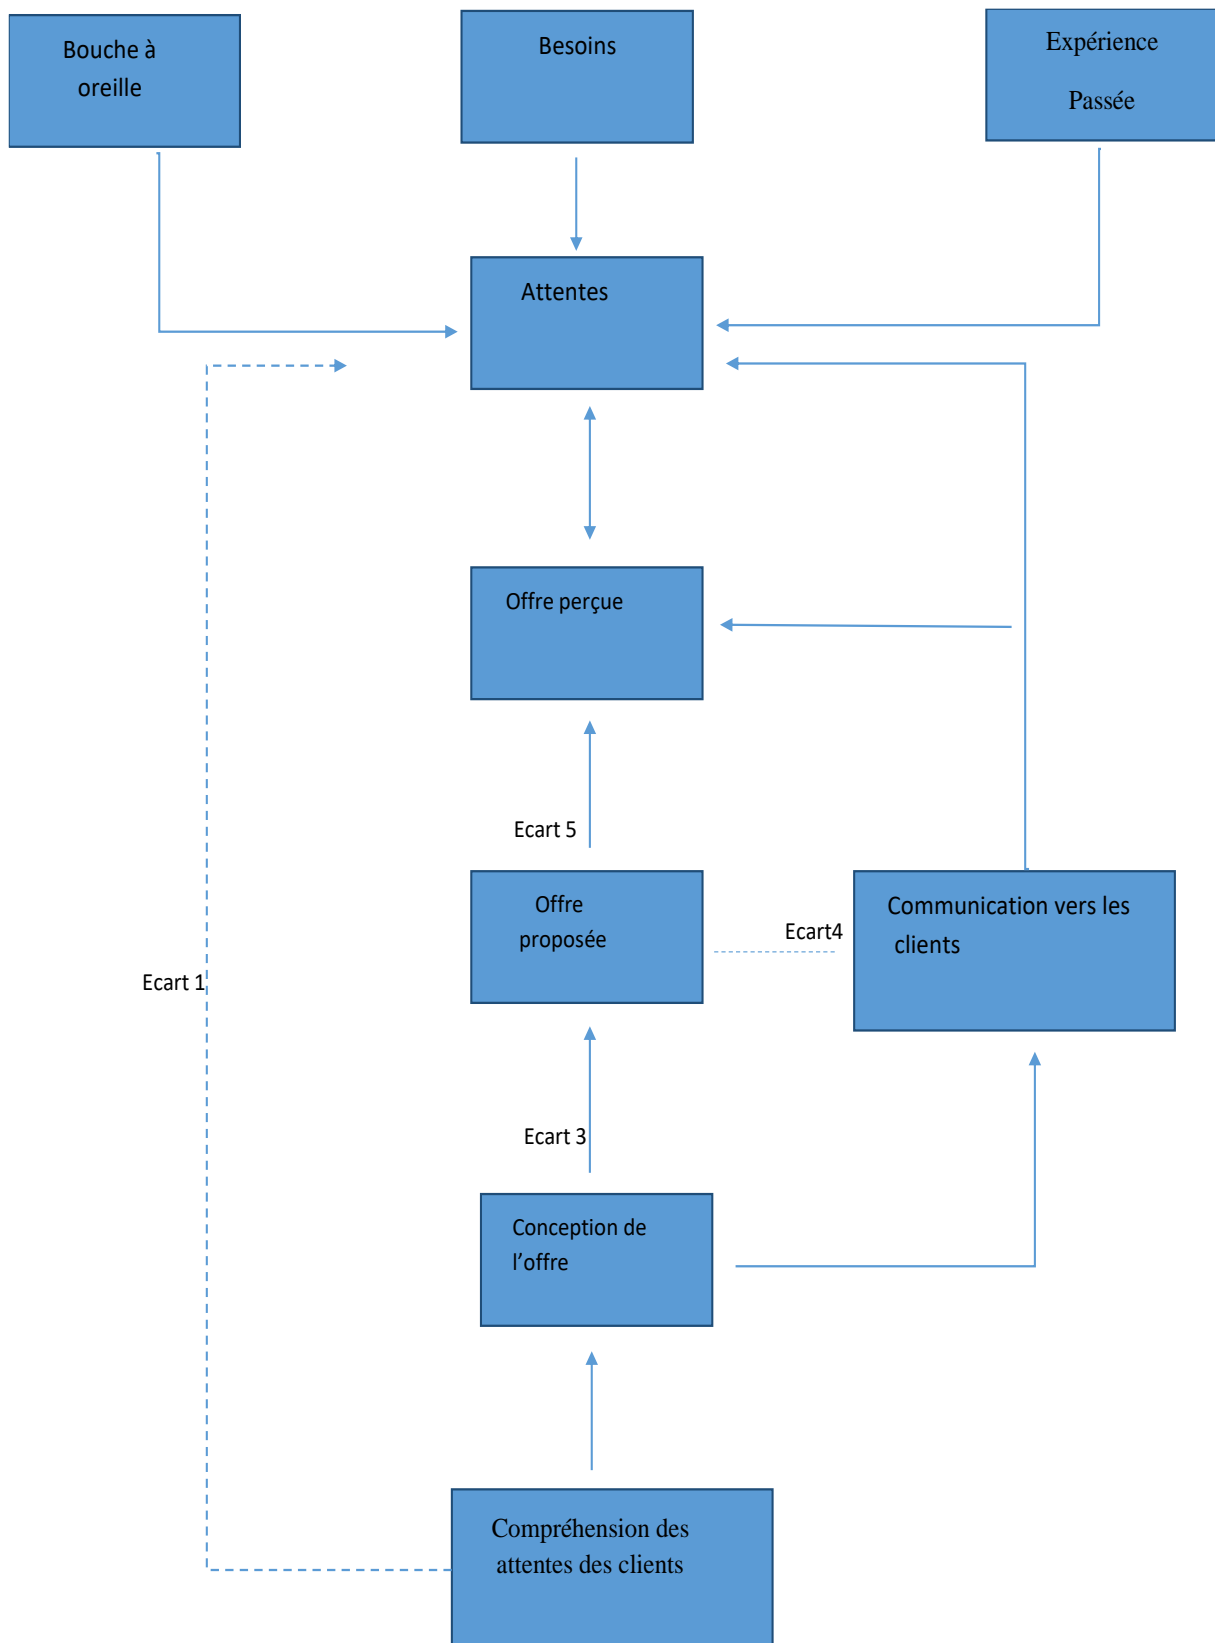 Bouche à
oreille
Besoins
Expérience
Passée
Attentes
Offre perçue
Ecart 5
Offre
proposée
Ecart4
Communication vers les
clients
Ecart 1
Ecart 3
Conception de
l’offre
Compréhension des
attentes des clients